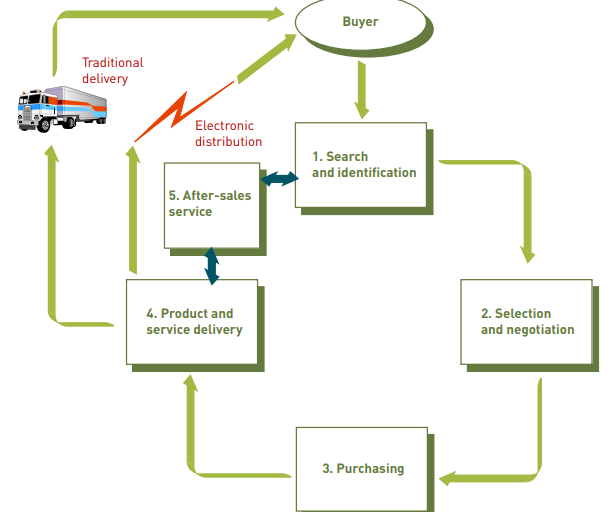 Buyer
Traditional
delivery
Electronic
distribution
1. Search
and identification
5. After-sales
service
4. Product and
service delivery
2. Selection
and negotiation
3. Purchasing